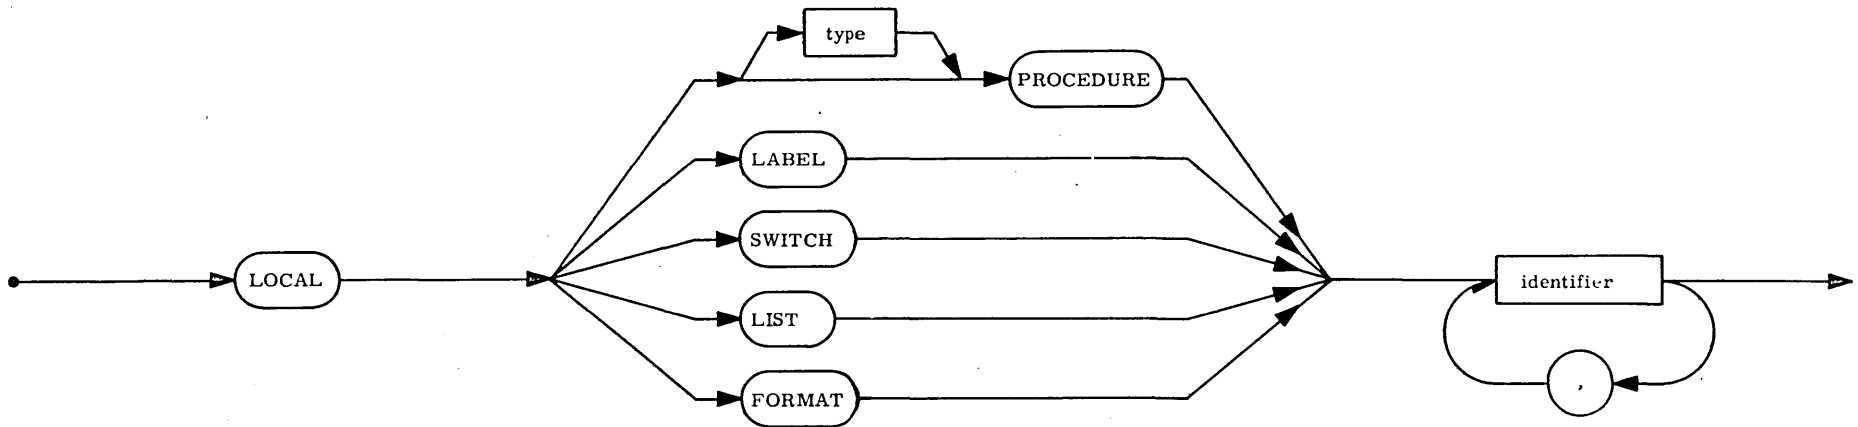 type
PROCEDURE
LABEL
SWITCH
LOCAL
identifier
LIST
,
FORMAT